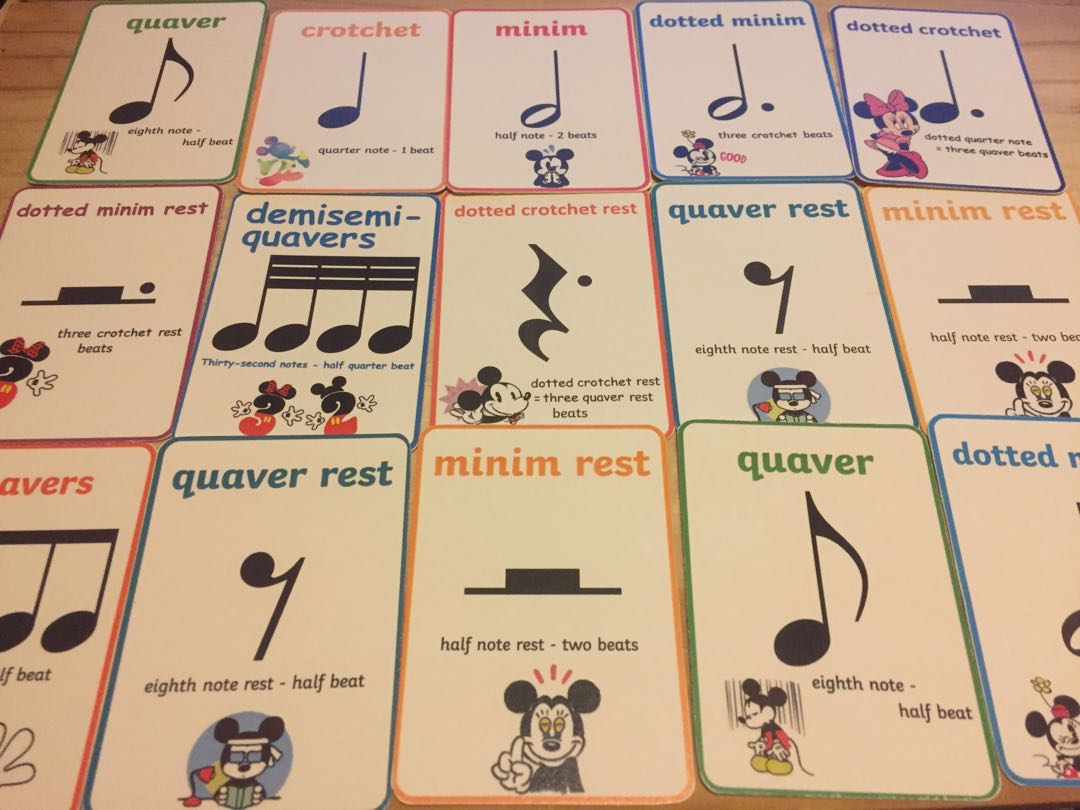 quaver
eighth note -
half beat
crotchet
quarter note - 1 beat
minim
half note - 2 beats
dotted minim
three crotchet beats
GOOD
dotted crotchet
dotted quarter note
= three quaver beats
dotted minim rest
three crotchet rest
beats
demisemi-
quavers
Thirty-second notes - half quarter beat
dotted crotchet rest
dotted crotchet rest
= three quaver rest
beats
quaver rest
eighth note rest - half beat
minim rest
half note rest - two bea
avers
lf beat
quaver rest
eighth note rest - half beat
minim rest
half note rest - two beats
quaver
eighth note -
half beat
dotted